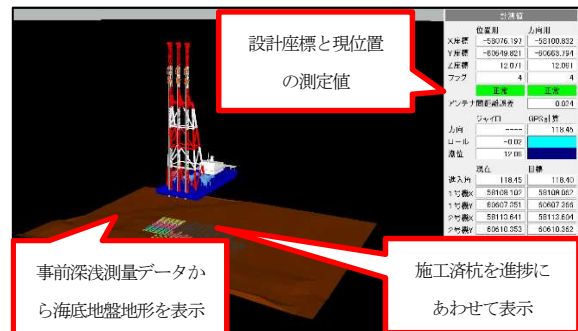 計測値
位置用 方向用
X座標 -58076.197 -58100.832
Y座標 -60649.821 -60663.794
Z座標 12.071 12.081
フラグ 4 4
正常 正常
アンテナ間距離誤差 0.024
ジャイロ GPS計算
方向 ---- 118.45
ロール -0.02
潮位 12.06
現在 目標
打入角 118.45 118.40
1号機X 58108.102 58108.062
1号機Y 60607.351 60607.366
2号機X 58113.641 58113.604
2号機Y 60610.353 60610.362
設計座標と現位置
の測定値
事前深浅測量データか
ら海底地盤地形を表示
施工済杭を進捗に
あわせて表示